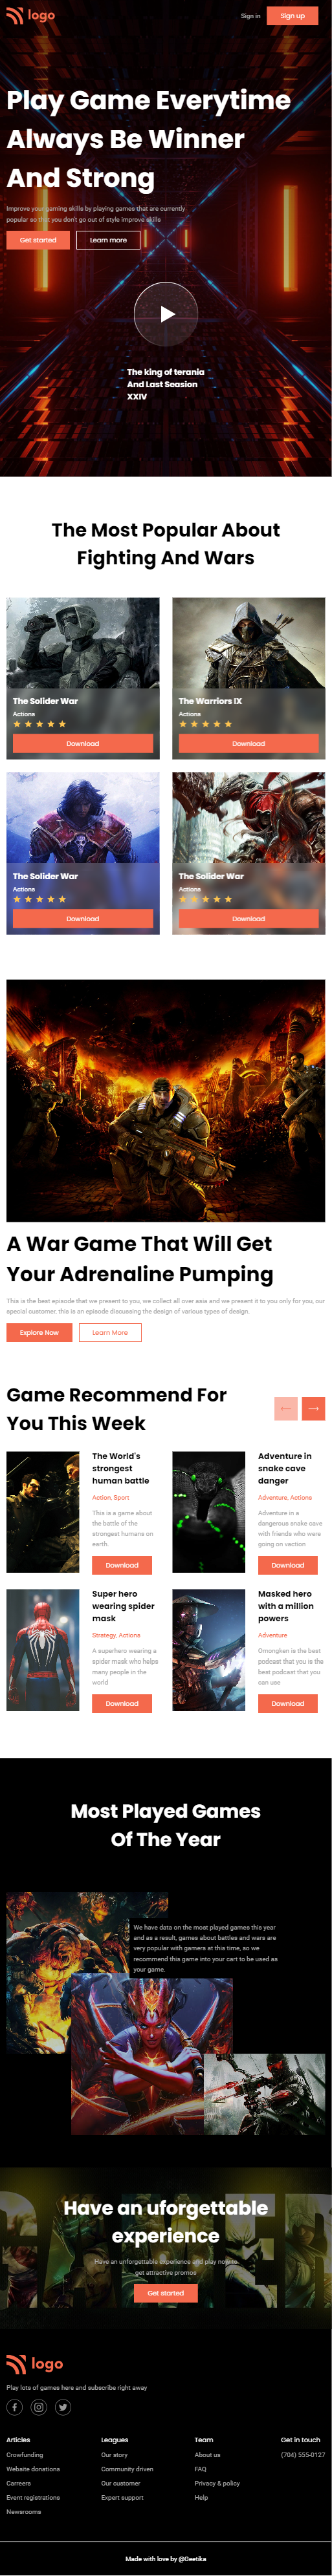 logo
Sign in
Sign up
Play Game Everytime
Always Be Winner
And Strong
Improve your gaming skills by playing games that are currently
popular so that you don't go out of style improve skills
Get started
Learn more
The king of terania
And Last Seasion
XXIV
The Most Popular About
Fighting And Wars
The Solider War
Actions
Download
The Warriors IX
Actions
Download
The Solider War
Actions
Download
The Solider War
Actions
Download
A War Game That Will Get
Your Adrenaline Pumping
This is the best episode that we present to you, we collect all over asia and we present it to you only for you, our
special customer, this is an episode discussing the design of various types of design.
Explore Now
Learn More
Game Recommend For
You This Week
The World's
strongest
human battle
Action, Sport
This is a game about
the battle of the
strongest humans on
earth.
Download
Adventure in
snake cave
danger
Adventure, Actions
Adventure in a
dangerous snake cave
with friends who were
going on vaction
Download
Super hero
wearing spider
mask
Strategy, Actions
A superhero wearing a
spider mask who helps
many people in the
world
Download
Masked hero
with a million
powers
Adventure
Omongken is the best
podcast that you is the
best podcast that you
can use
Download
Most Played Games
Of The Year
We have data on the most played games this year
and as a result, games about battles and wars are
very popular with gamers at this time, so we
recommend this game into your cart to be used as
your game.
Have an uforgettable
experience
Have an unforgettable experience and play now to
get attractive promos
Get started
logo
Play lots of games here and subscribe right away
Articles
Crowfunding
Website donations
Carreers
Event registrations
Newsrooms
Leagues
Our story
Community driven
Our customer
Expert support
Team
About us
FAQ
Privacy & policy
Help
Get in touch
(704) 555-0127
Made with love by @Geetika